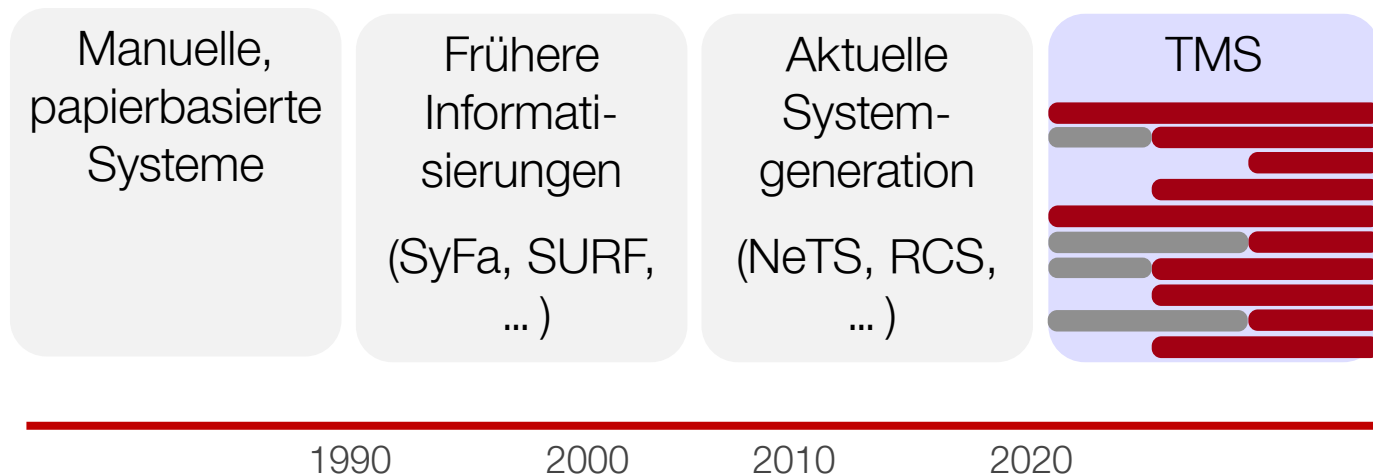 Manuelle,
papierbasierte
Systeme
Frühere
Informati-
sierungen
(SyFa, SURF,
... )
Aktuelle
System-
generation
(NeTS, RCS,
... )
TMS
1990
2000
2010
2020